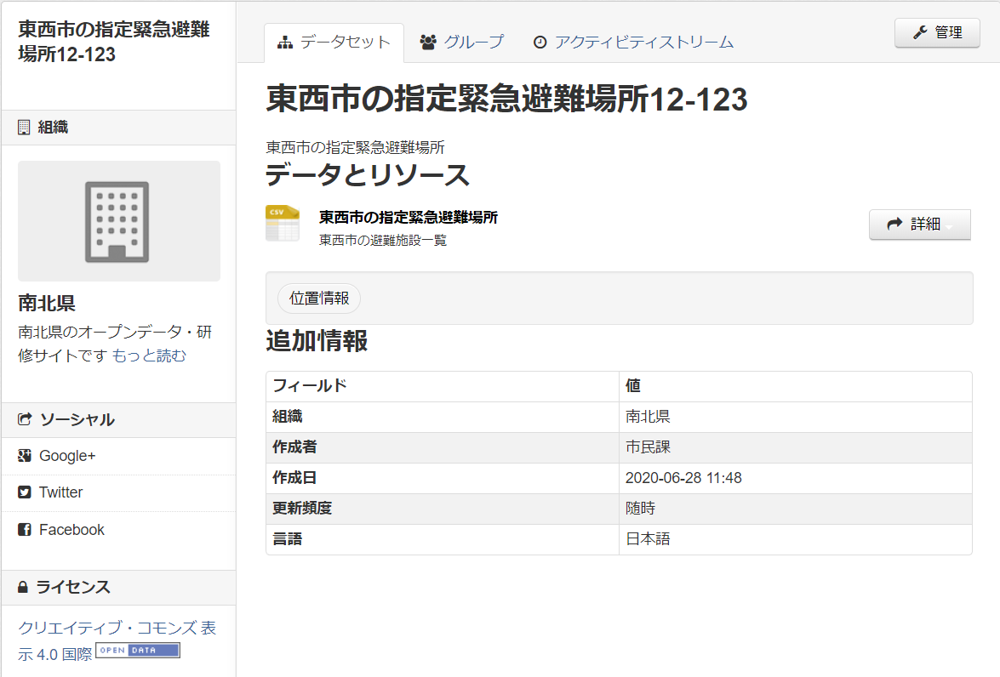 東西市の指定緊急避難
場所12-123
組織
南北県
南北県のオープンデータ・研
修サイトです もっと読む
ソーシャル
Google+
Twitter
Facebook
ライセンス
クリエイティブ・コモンズ 表
示 4.0 国際 OPEN DATA
データセット グループ アクティビティストリーム 管理
東西市の指定緊急避難場所12-123
東西市の指定緊急避難場所
データとリソース
CSV 東西市の指定緊急避難場所
東西市の避難施設一覧
詳細
位置情報
追加情報
フィールド 値
組織 南北県
作成者 市民課
作成日 2020-06-28 11:48
更新頻度 随時
言語 日本語